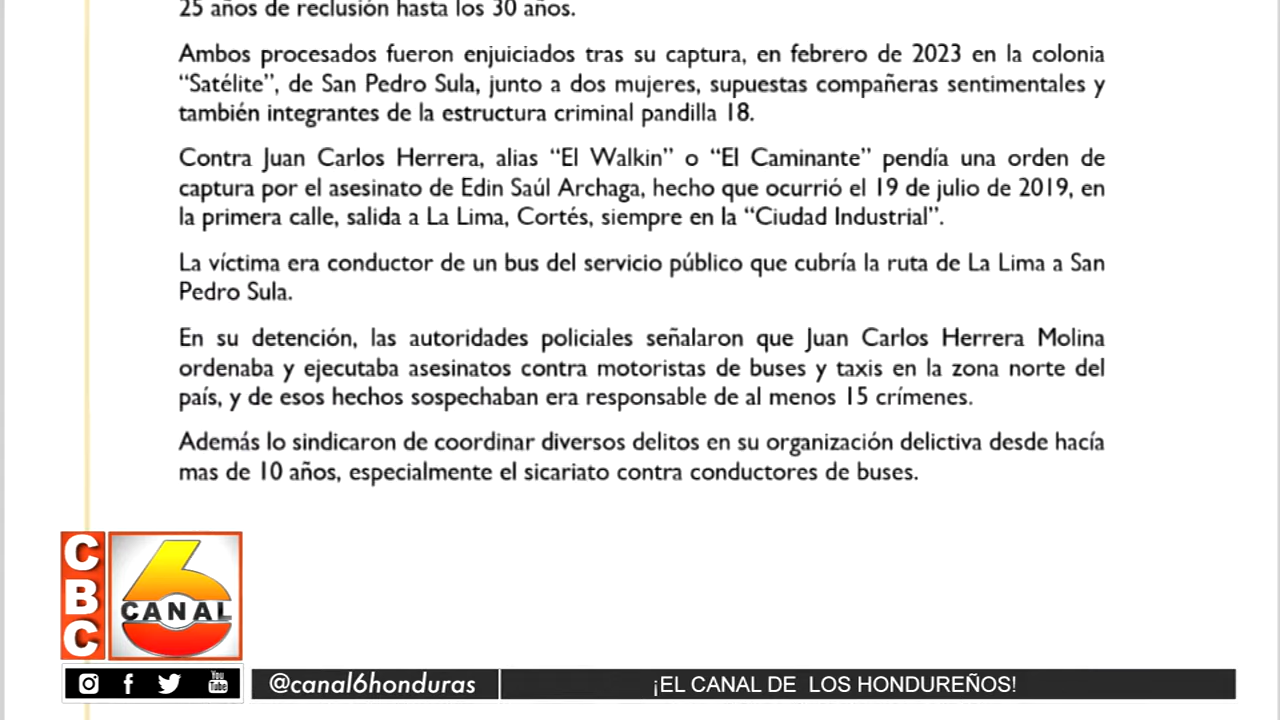 25 años de reclusión hasta los 30 años.
Ambos procesados fueron enjuiciados tras su captura, en febrero de 2023 en la colonia
“Satélite”, de San Pedro Sula, junto a dos mujeres, supuestas compañeras sentimentales y
también integrantes de la estructura criminal pandilla 18.
Contra Juan Carlos Herrera, alias “El Walkin” o “El Caminante” pendía una orden de
captura por el asesinato de Edin Saúl Archaga, hecho que ocurrió el 19 de julio de 2019, en
la primera calle, salida a La Lima, Cortés, siempre en la “Ciudad Industrial”.
La víctima era conductor de un bus del servicio público que cubría la ruta de La Lima a San
Pedro Sula.
En su detención, las autoridades policiales señalaron que Juan Carlos Herrera Molina
ordenaba y ejecutaba asesinatos contra motoristas de buses y taxis en la zona norte del
país, y de esos hechos sospechaban era responsable de al menos 15 crímenes.
Además lo sindicaron de coordinar diversos delitos en su organización delictiva desde hacía
mas de 10 años, especialmente el sicariato contra conductores de buses.
CBC
6
CANAL
You Tube
@canal6honduras
¡EL CANAL DE LOS HONDUREÑOS!